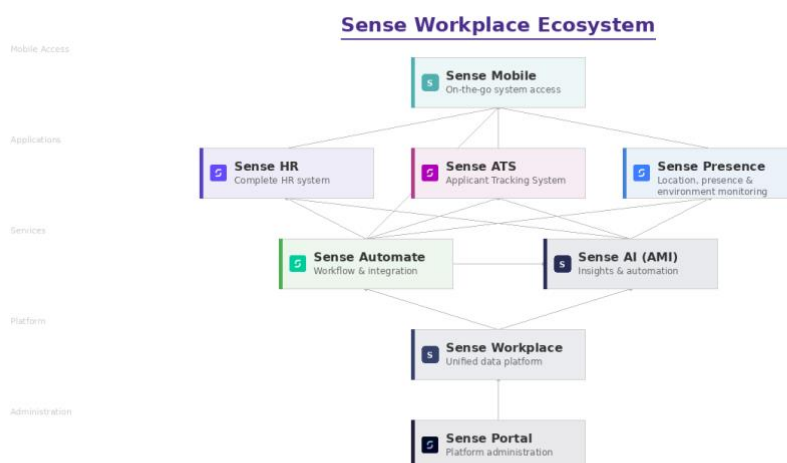 Sense Workplace Ecosystem
Mobile Access
Sense Mobile
On-the-go system access
Applications
Sense HR
Complete HR system
Sense ATS
Applicant Tracking System
Sense Presence
Location, presence &
environment monitoring
Services
Sense Automate
Workflow & integration
S
Sense AI (AMI)
Insights & automation
Platform
S
Sense Workplace
Unified data platform
Administration
Sense Portal
Platform administration